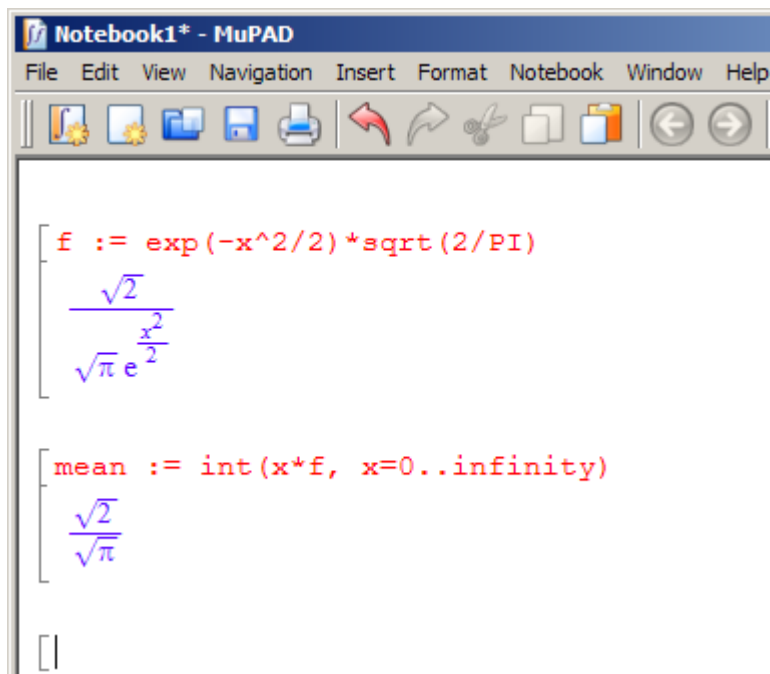 Notebook1* - MuPAD
File Edit View Navigation Insert Format Notebook Window Help
f := exp(-x^2/2)*sqrt(2/PI)
√2
√π e^(x^2/2)
mean := int(x*f, x=0..infinity)
√2
√π